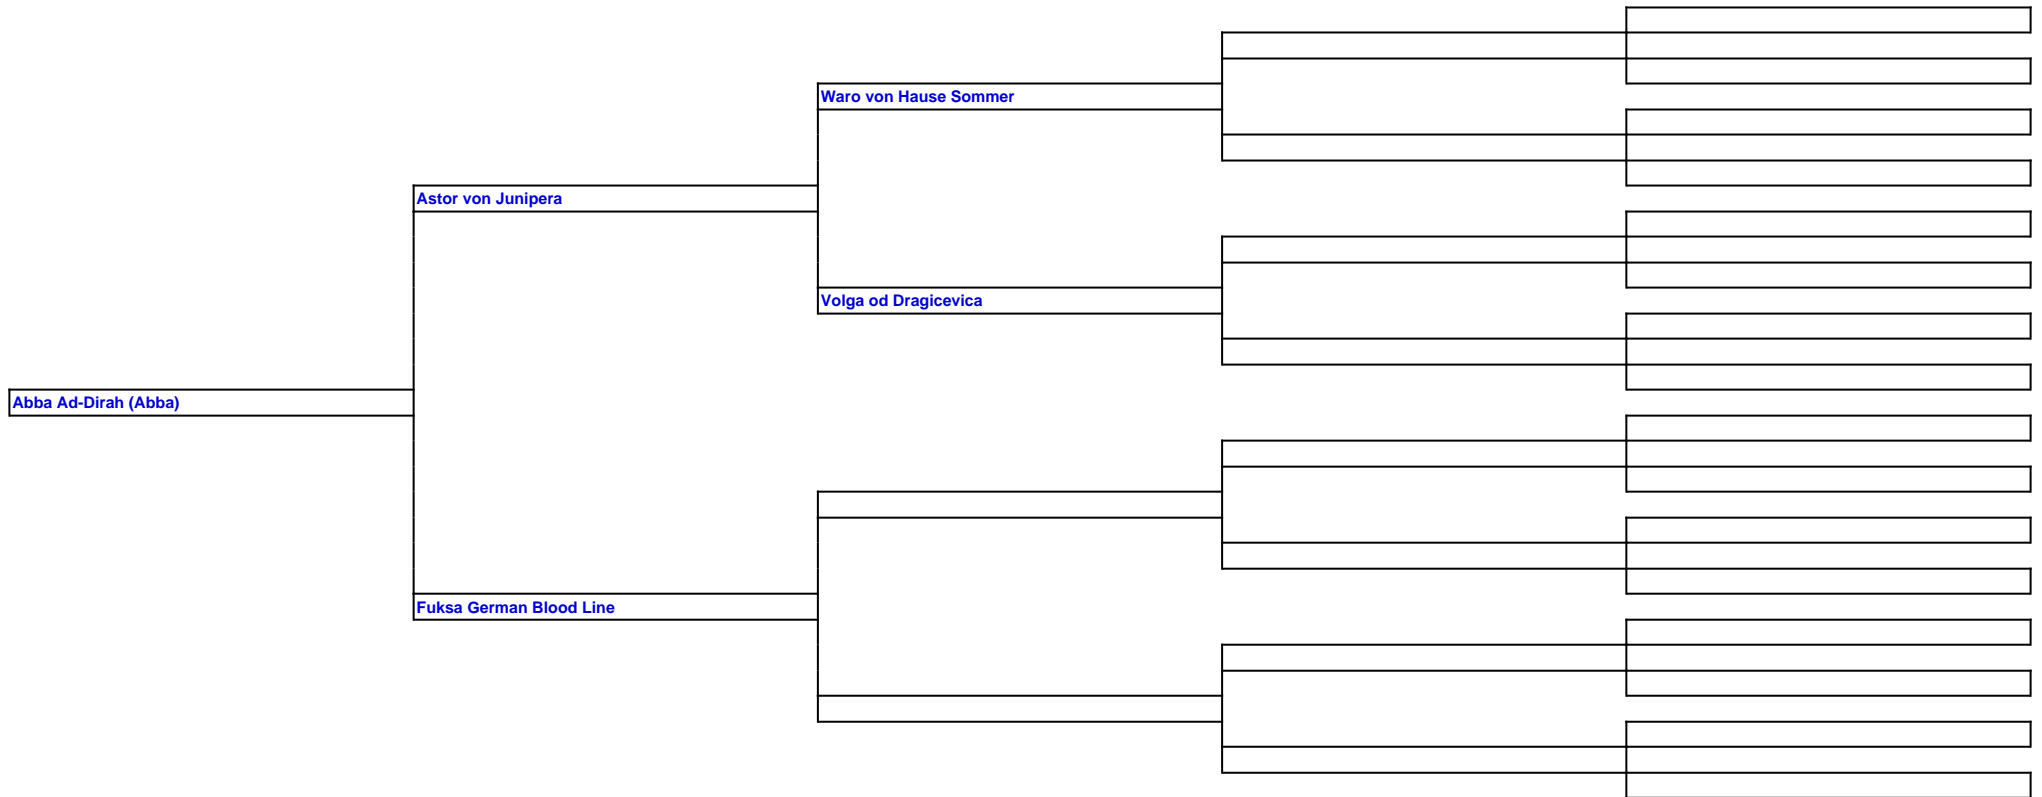 Waro von Hause Sommer
Astor von Junipera
Volga od Dragicevica
Abba Ad-Dirah (Abba)
Fuksa German Blood Line